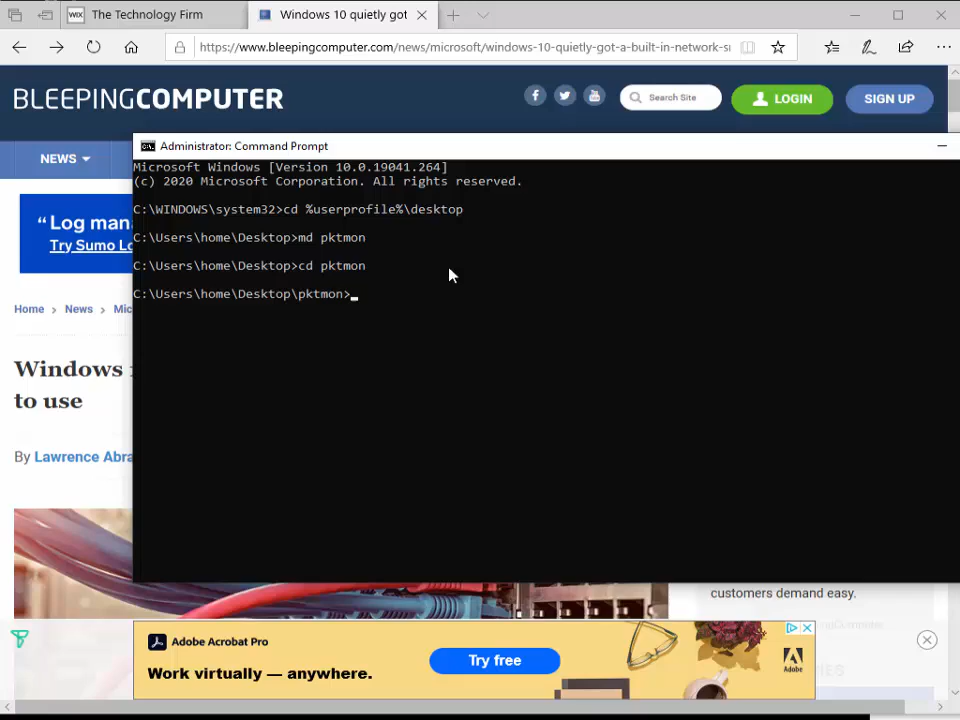 WIX The Technology Firm
Windows 10 quietly got
https://www.bleepingcomputer.com/news/microsoft/windows-10-quietly-got-a-built-in-network-s
BLEEPINGCOMPUTER
Search Site
LOGIN
SIGN UP
NEWS
Administrator: Command Prompt
Microsoft Windows [Version 10.0.19041.264]
(c) 2020 Microsoft Corporation. All rights reserved.
C:\WINDOWS\system32>cd %userprofile%\desktop
C:\Users\home\Desktop>md pktmon
C:\Users\home\Desktop>cd pktmon
C:\Users\home\Desktop\pktmon>
“Log man
Try Sumo Lo
Home > News > Mic
Windows
to use
By Lawrence Abra
customers demand easy.
Adobe Acrobat Pro
Work virtually — anywhere.
Try free
Adobe